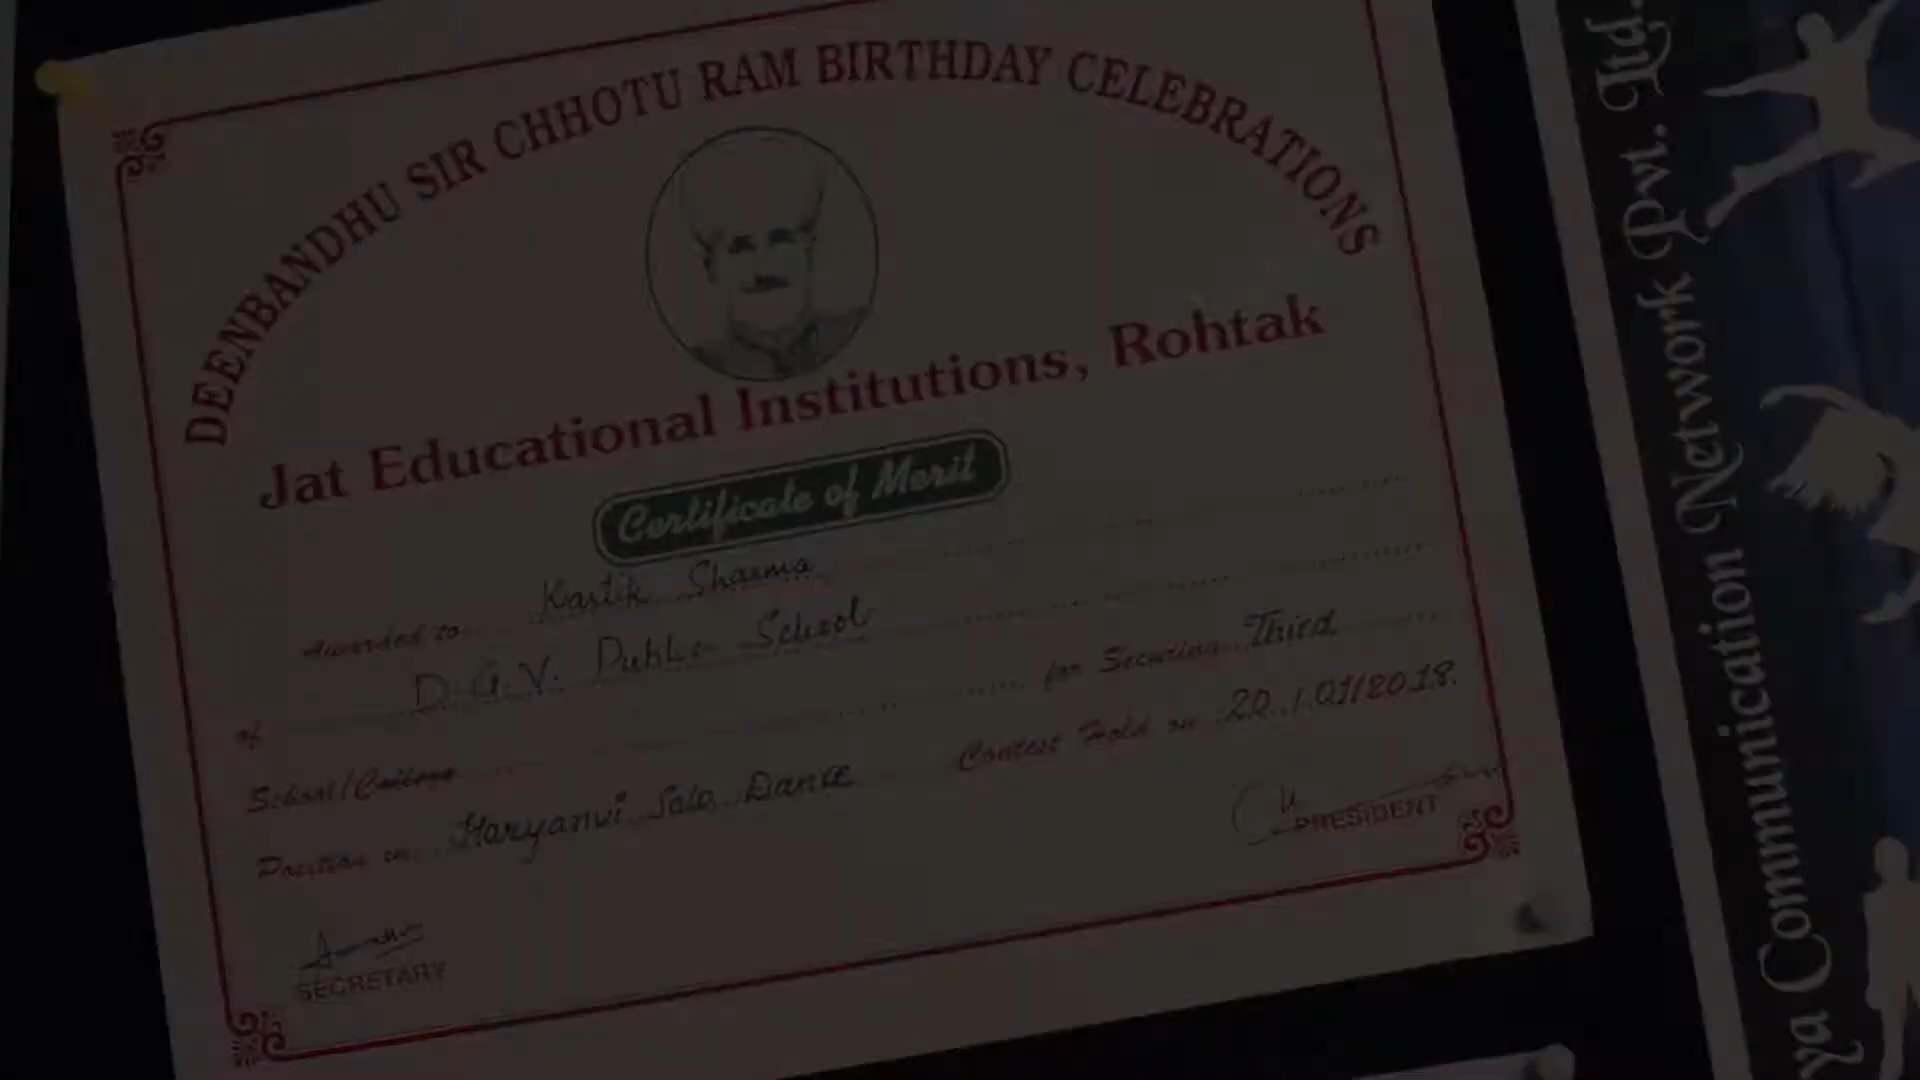 DEENBANDHU SIR CHHOTU RAM BIRTHDAY CELEBRATIONS
Jat Educational Institutions, Rohtak
Certificate of Merit
Awarded to Kartik Sharma
of D.G.V. Public School
School/College for Securing Third
Position in Haryanvi Solo Dance Contest Held on 20/01/2018.
PRESIDENT
SECRETARY
ya Communication Network Pvt. Ltd.